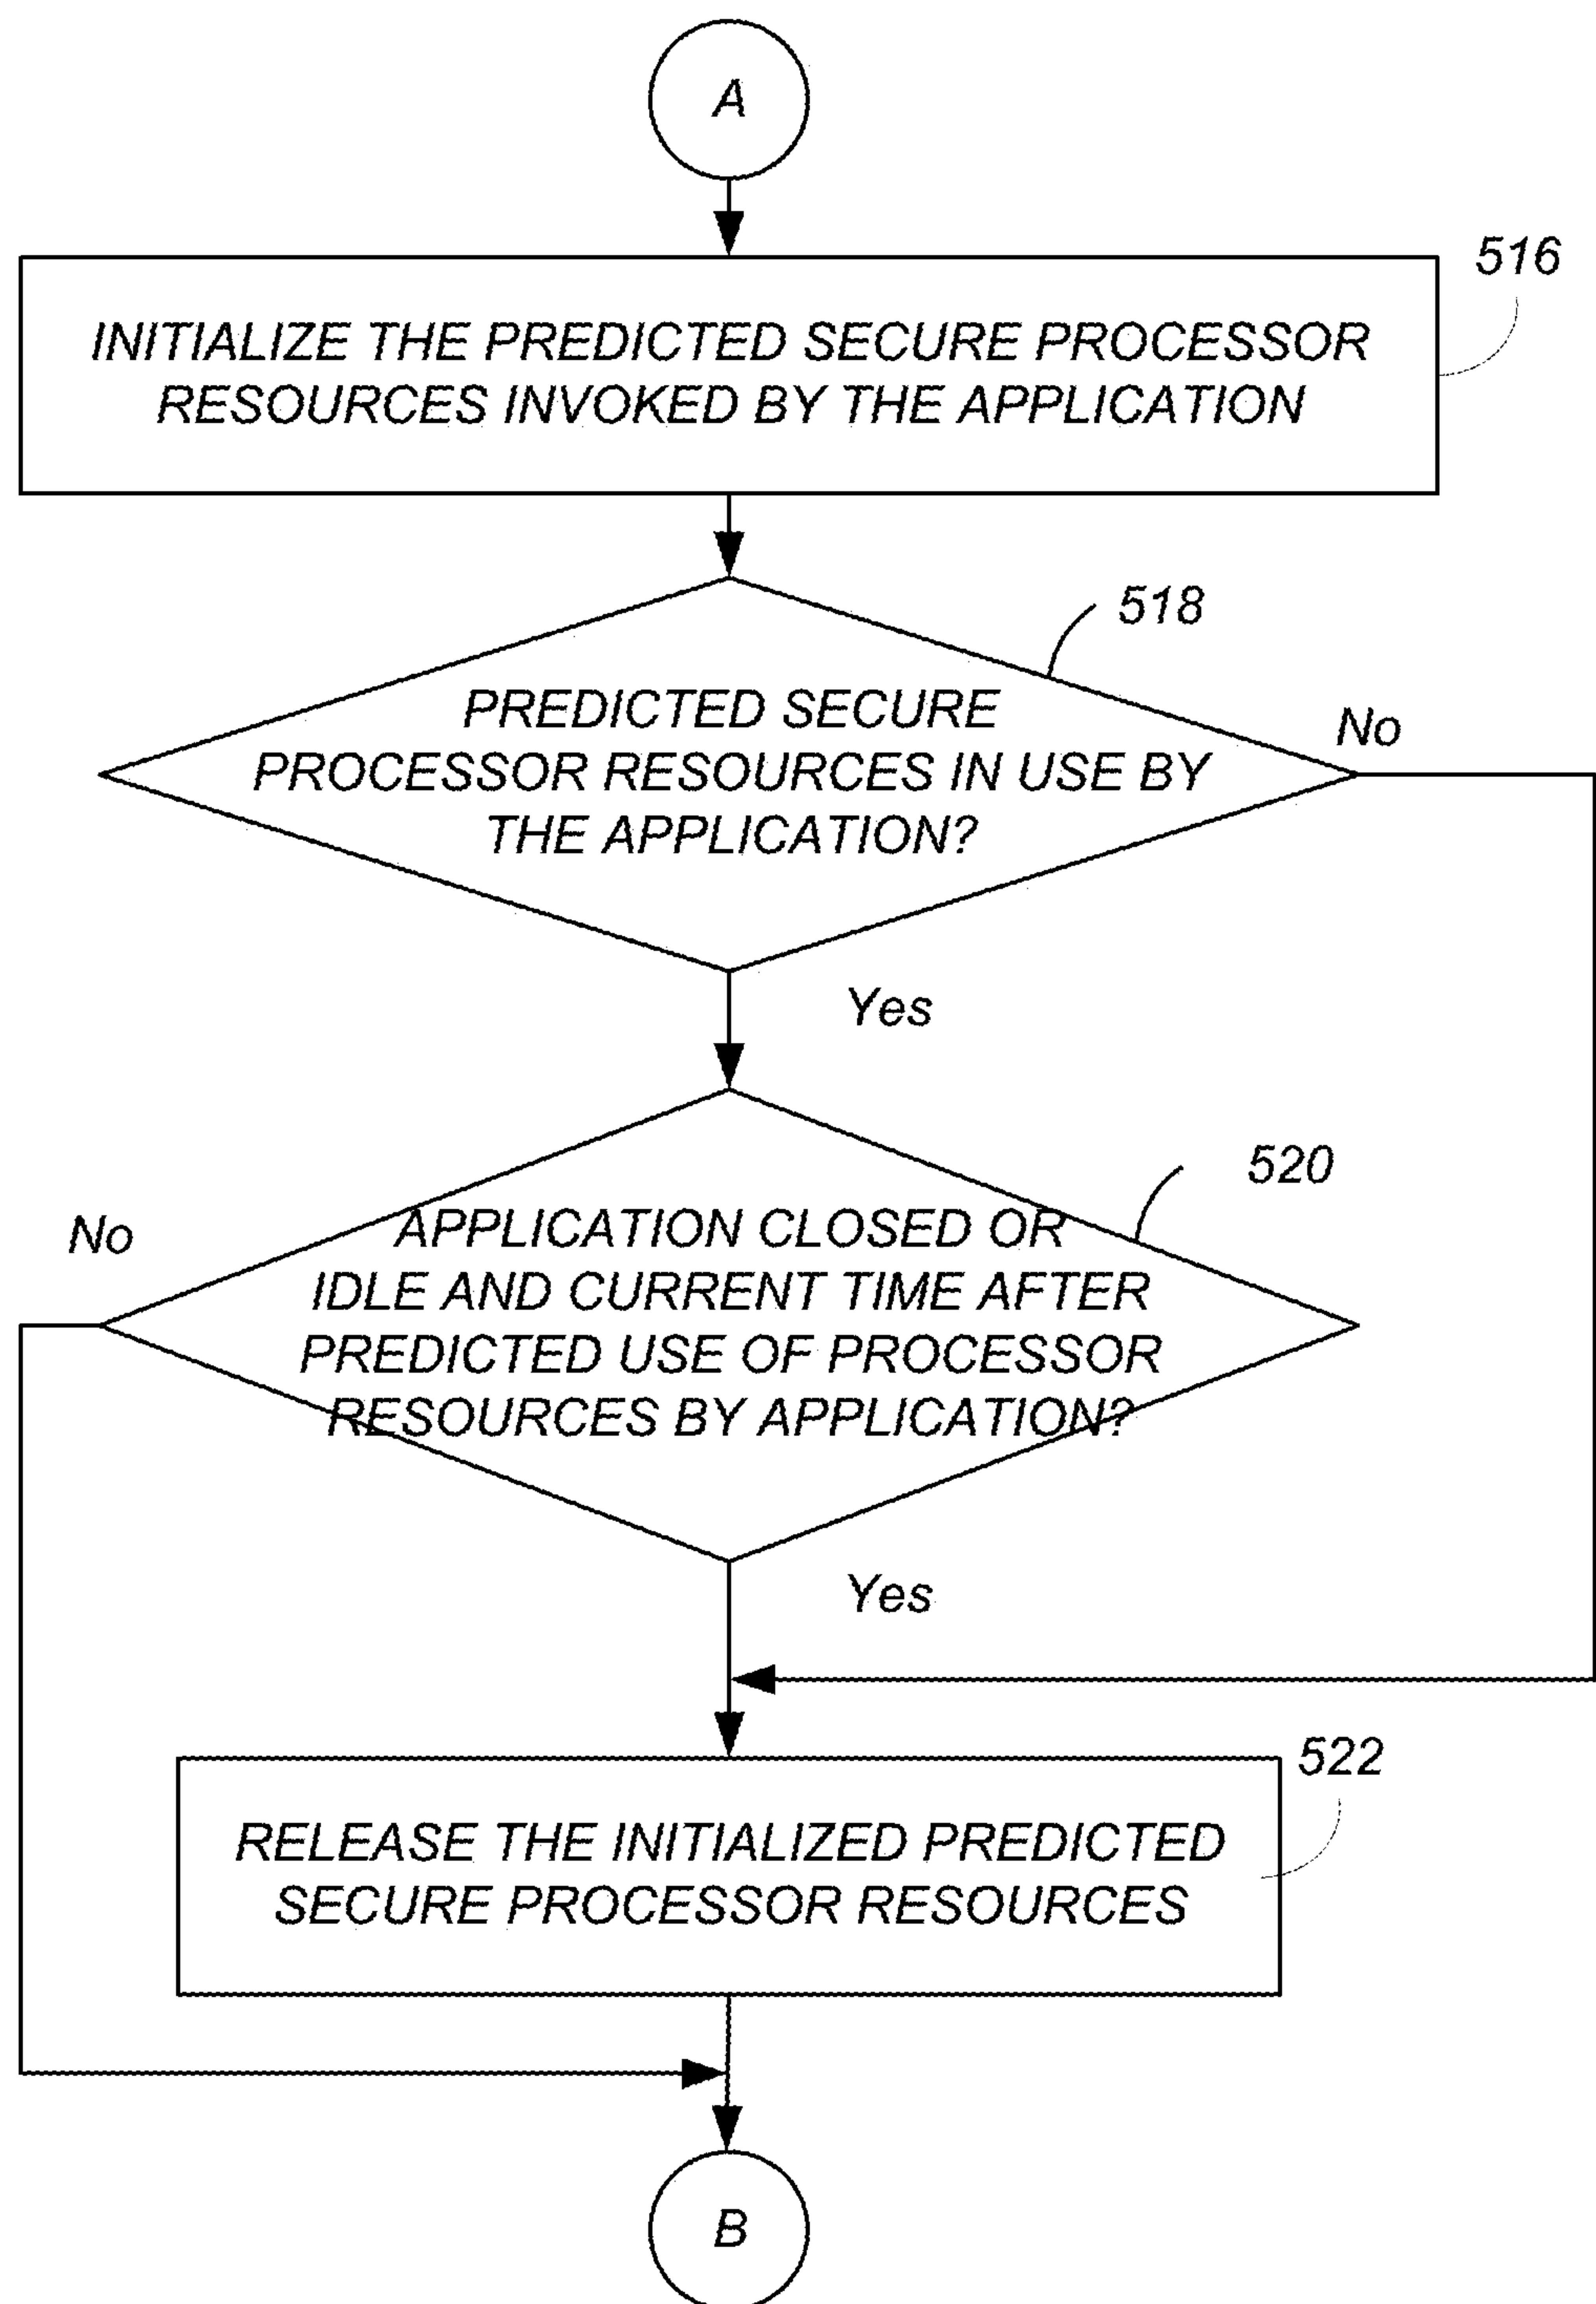 A
516
INITIALIZE THE PREDICTED SECURE PROCESSOR
RESOURCES INVOKED BY THE APPLICATION
518
PREDICTED SECURE
PROCESSOR RESOURCES IN USE BY
THE APPLICATION?
No
Yes
520
No
APPLICATION CLOSED OR
IDLE AND CURRENT TIME AFTER
PREDICTED USE OF PROCESSOR
RESOURCES BY APPLICATION?
Yes
522
RELEASE THE INITIALIZED PREDICTED
SECURE PROCESSOR RESOURCES
B